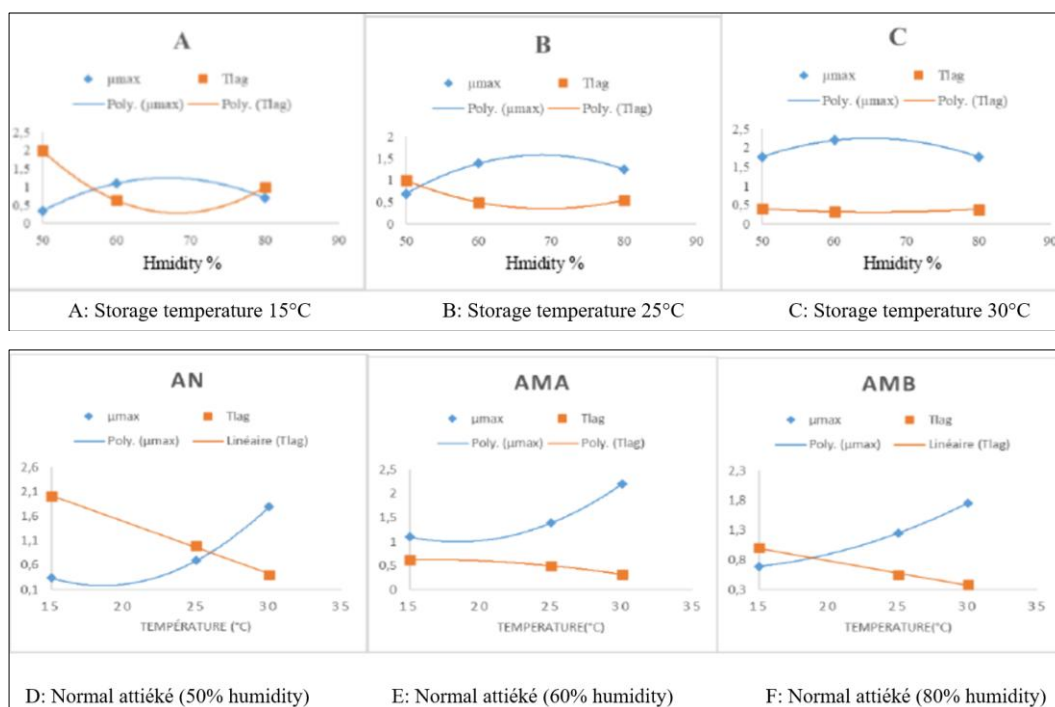 A
μmax Tlag
Poly. (μmax) Poly. (Tlag)
2,5
2
1,5
1
0,5
0
50 60 70 80 90
Hmidity %
B
μmax Tlag
Poly. (μmax) Poly. (Tlag)
2
1,5
1
0,5
0
50 60 70 80 90
Hmidity %
C
μmax Tlag
Poly. (μmax) Poly. (Tlag)
2,5
2
1,5
1
0,5
0
50 60 70 80 90
Hmidity %
A: Storage temperature 15°C
B: Storage temperature 25°C
C: Storage temperature 30°C
AN
μmax Tlag
Poly. (μmax) Linéaire (Tlag)
2,6
2,1
1,6
1,1
0,6
0,1
15 20 25 30 35
TEMPÉRATURE (°C)
AMA
μmax Tlag
Poly. (μmax) Poly. (Tlag)
2,5
2
1,5
1
0,5
0
15 20 25 30 35
TEMPERATURE(°C)
AMB
μmax Tlag
Poly. (μmax) Linéaire (Tlag)
2,3
1,8
1,3
0,8
0,3
15 20 25 30 35
TEMPERATURE(°C)
D: Normal attiéké (50% humidity)
E: Normal attiéké (60% humidity)
F: Normal attiéké (80% humidity)